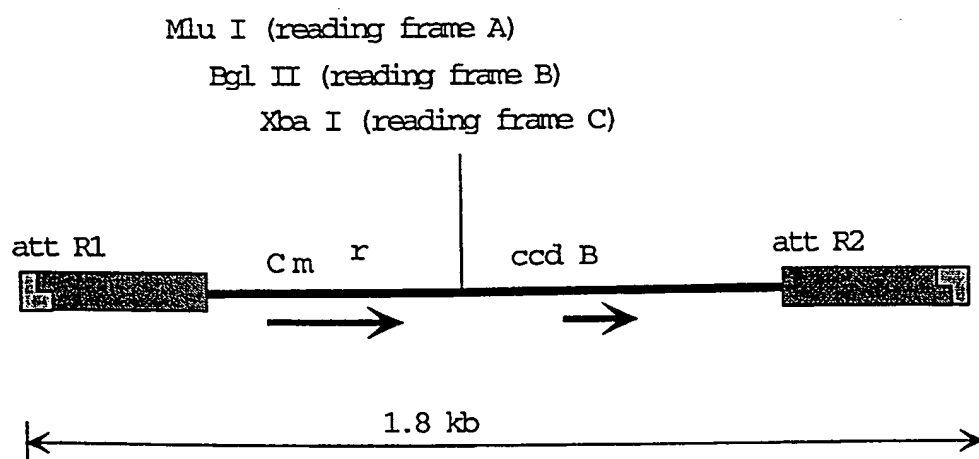 Mlu I (reading frame A)
Bgl II (reading frame B)
Xba I (reading frame C)
att R1
Cm r
ccd B
att R2
1.8 kb